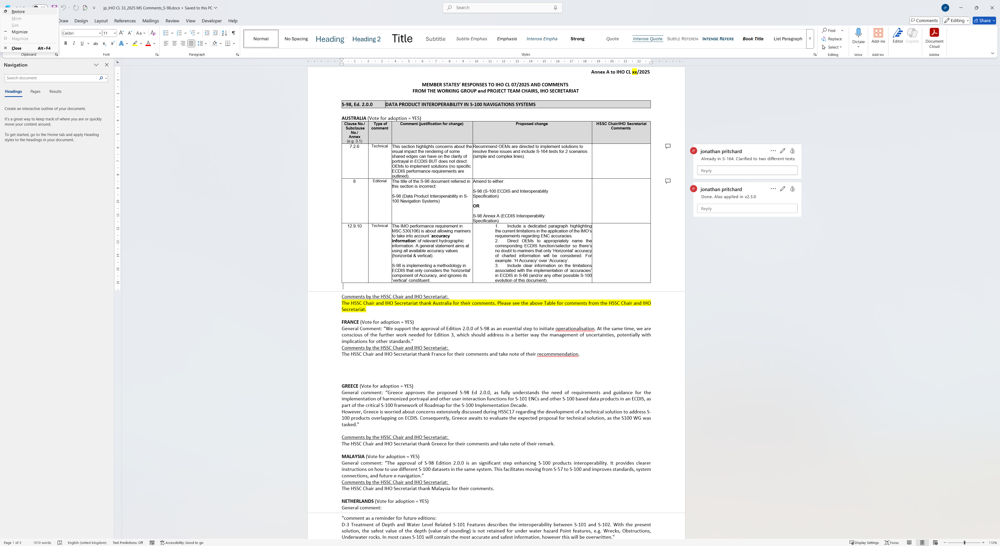 jp_IHO CL 33_2025 MS Comments_S-98.docx • Saved to this PC
Search
JP
Restore
Move
Size
Minimize
Maximize
Close Alt+F4
Draw Design Layout References Mailings Review View Developer Help
Comments Editing Share
Calibri 11
Normal No Spacing Heading Heading 2 Title Subtitle Subtle Emphas Emphasis Intense Empha Strong Quote Intense Quote SUBTLE REFEREN INTENSE REFERE Book Title List Paragraph
Find
Replace
Select
Dictate
Add-ins
Editor
Copilot
Document
Cloud
Clipboard Font Paragraph Styles Editing Voice Add-ins Adobe
Navigation
Search document
Headings Pages Results
Create an interactive outline of your document.
It's a great way to keep track of where you are or quickly
move your content around.
To get started, go to the Home tab and apply Heading
styles to the headings in your document.
1 2 3 4 5 6 7 8 9 10 11 12 13 14 15 16 17 18 19 20 21 22
1 2 3 4 5 6 7 8 9 10 11 12 13 14 15 16
Annex A to IHO CL xx/2025
MEMBER STATES’ RESPONSES TO IHO CL 07/2025 AND COMMENTS
FROM THE WORKING GROUP and PROJECT TEAM CHAIRS, IHO SECRETARIAT
S-98, Ed. 2.0.0 DATA PRODUCT INTEROPERABILITY IN S-100 NAVIGATIONS SYSTEMS
AUSTRALIA (Vote for adoption = YES)
Clause No./
Subclause
No./
Annex
(e.g. 3.1)
Type of
comment
Comment (justification for change)
Proposed change
HSSC Chair/IHO Secretariat
Comments
7.2.6
Technical
This section highlights concerns about the
visual impact the rendering of some
shared edges can have on the clarity of
portrayal in ECDIS BUT does not direct
OEMs to implement solutions (no specific
ECDIS performance requirements are
outlined).
Recommend OEMs are directed to implement solutions to
resolve these issues and include S-164 tests for 2 scenarios
(simple and complex lines).
8
Editorial
The title of the S-98 document referred in
this section is incorrect:
S-98 (Data Product Interoperability in S-
100 Navigation Systems)
Amend to either:
S-98 (S-100 ECDIS and Interoperability
Specification)
OR
S-98 Annex A (ECDIS Interoperability
Specification)
12.9.10
Technical
The IMO performance requirement in
MSC.530(106) is about allowing mariners
to take into account ‘accuracy
information’ of relevant hydrographic
information. A general statement aims at
using all available accuracy values
(horizontal & vertical).
S-98 is implementing a methodology in
ECDIS that only considers the ‘horizontal’
component of Accuracy, and ignores its
‘vertical’ constituent.
1. Include a dedicated paragraph highlighting
the current limitations in the application of the IMO’s
requirements regarding ENC accuracies.
2. Direct OEMs to appropriately name the
corresponding ECDIS function/selector so there’s
no doubt to mariners that only ‘Horizontal’ accuracy
of charted information will be considered. For
example: ‘H Accuracy’ over ‘Accuracy’.
3. Include clear information on the limitations
associated with the implementation of ‘accuracies’
in ECDIS in S-66 (and/or any other possible S-100
evolution of this document).
JP jonathan pritchard
Already in S-164. Clarified to two different tests.
Reply
JP jonathan pritchard
Done. Also applied in v2.3.0
Reply
Comments by the HSSC Chair and IHO Secretariat:
The HSSC Chair and IHO Secretariat thank Australia for their comments. Please see the above Table for comments from the HSSC Chair and IHO
Secretariat.
FRANCE (Vote for adoption = YES)
General Comment: “We support the approval of Edition 2.0.0 of S-98 as an essential step to initiate operationalisation. At the same time, we are
conscious of the further work needed for Edition 3, which should address in a better way the management of uncertainties, potentially with
implications for other standards.”
Comments by the HSSC Chair and IHO Secretariat:
The HSSC Chair and IHO Secretariat thank France for their comments and take note of their recommmendation.
GREECE (Vote for adoption = YES)
General comment: “Greece approves the proposed S-98 Ed 2.0.0, as fully understands the need of requirements and guidance for the
implementation of harmonized portrayal and other user interaction functions for S-101 ENCs and other S-100 based data products in an ECDIS, as
part of the critical S-100 framework of Roadmap for the S-100 Implementation Decade.
However, Greece is worried about concerns extensively discussed during HSSC17 regarding the development of a technical solution to address S-
100 products overlapping on ECDIS. Consequently, Greece awaits to evaluate the expected proposal for technical solution, as the S100 WG was
tasked.”
Comments by the HSSC Chair and IHO Secretariat:
The HSSC Chair and IHO Secretariat thank Greece for their comments and take note of their remark.
MALAYSIA (Vote for adoption = YES)
General comment: “The approval of S-98 Edition 2.0.0 is an significant step enhancing S-100 products interoperability. It provides clearer
instructions on how to use different S-100 datasets in the same system. This facilitates moving from S-57 to S-100 and improves standards, system
connections, and future e-navigation.”
Comments by the HSSC Chair and IHO Secretariat:
The HSSC Chair and IHO Secretariat thank Malaysia for their comments.
NETHERLANDS (Vote for adoption = YES)
General comment:
“comment as a reminder for future editions:
D-3 Treatment of Depth and Water Level Related S-101 Features describes the interoperability between S-101 and S-102. With the present
solution, the safest value of the depth (value of sounding) is not retained for under water hazard Point features, e.g. Wrecks, Obstructions,
Underwater rocks. In most cases S-101 will contain the most accurate and safest information, however this will be overwritten."
Page 1 of 3 1010 words English (United Kingdom) Text Predictions: Off Accessibility: Good to go Display Settings Focus 110%